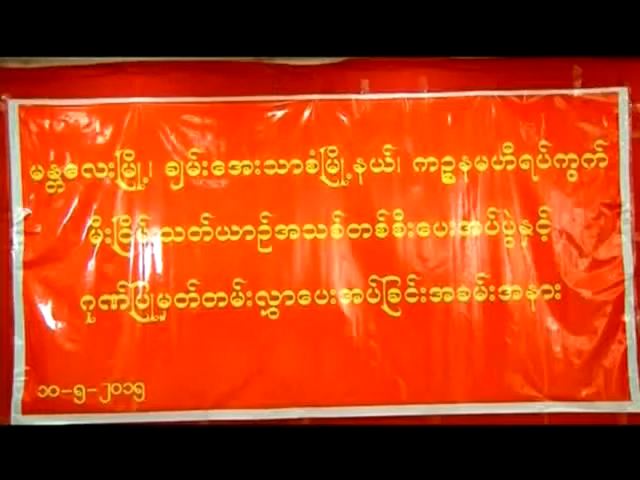 မန္တလေးမြို့၊ ချမ်းအေးသာစံမြို့နယ်၊ ကဉ္စနမဟီရပ်ကွက်
မီးငြိမ်းသတ်ယာဉ်အသစ်တစ်စီးပေးအပ်ပွဲနှင့်
ဂုဏ်ပြုမှတ်တမ်းလွှာပေးအပ်ခြင်းအခမ်းအနား
၁၀-၅-၂၀၁၅